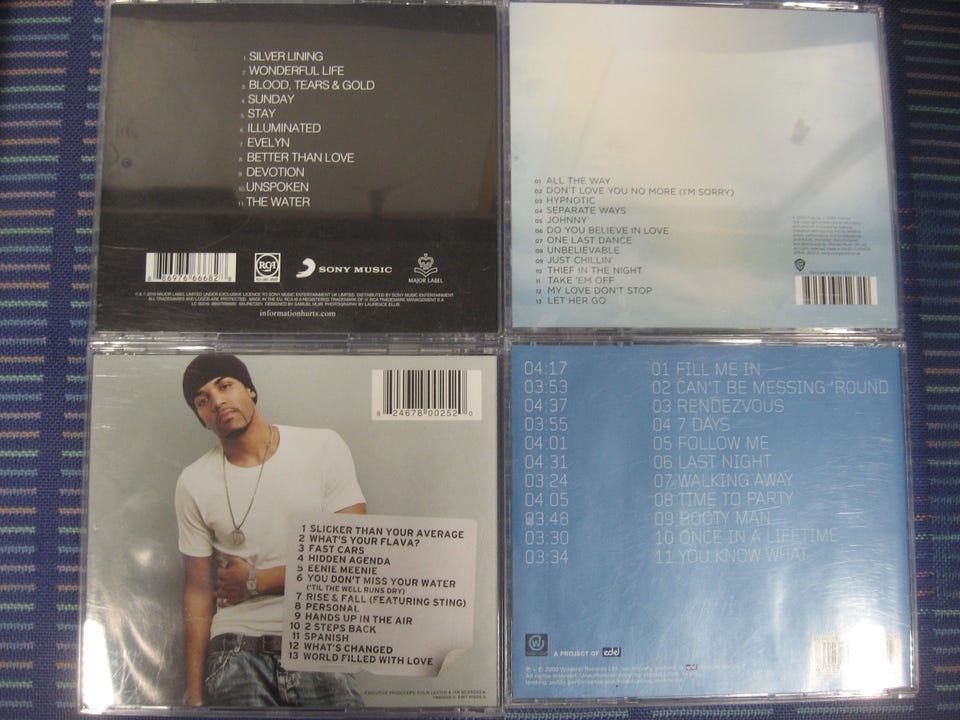 1 SILVER LINING
2 WONDERFUL LIFE
3 BLOOD, TEARS & GOLD
4 SUNDAY
5 STAY
6 ILLUMINATED
7 EVELYN
8 BETTER THAN LOVE
9 DEVOTION
10 UNSPOKEN
11 THE WATER
8 86976 66682
RCA
SONY MUSIC
MAJOR LABEL
informationhurts.com
01 ALL THE WAY
02 DON'T LOVE YOU NO MORE (I'M SORRY)
03 HYPNOTIC
04 SEPARATE WAYS
05 JOHNNY
06 DO YOU BELIEVE IN LOVE
07 ONE LAST DANCE
08 UNBELIEVABLE
09 JUST CHILLIN'
10 THIEF IN THE NIGHT
11 TAKE 'EM OFF
12 MY LOVE DON'T STOP
13 LET HER GO
8 24678 00252 0
1 SLICKER THAN YOUR AVERAGE
2 WHAT'S YOUR FLAVA?
3 FAST CARS
4 HIDDEN AGENDA
5 EENIE MEENIE
6 YOU DON'T MISS YOUR WATER
('TIL THE WELL RUNS DRY)
7 RISE & FALL (FEATURING STING)
8 PERSONAL
9 HANDS UP IN THE AIR
10 2 STEPS BACK
11 SPANISH
12 WHAT'S CHANGED
13 WORLD FILLED WITH LOVE
04:17 01 FILL ME IN
03:53 02 CAN'T BE MESSING 'ROUND
04:37 03 RENDEZVOUS
03:55 04 7 DAYS
04:01 05 FOLLOW ME
04:31 06 LAST NIGHT
03:24 07 WALKING AWAY
04:05 08 TIME TO PARTY
03:48 09 BOOTY MAN
03:30 10 ONCE IN A LIFETIME
03:34 11 YOU KNOW WHAT
A PROJECT OF edel